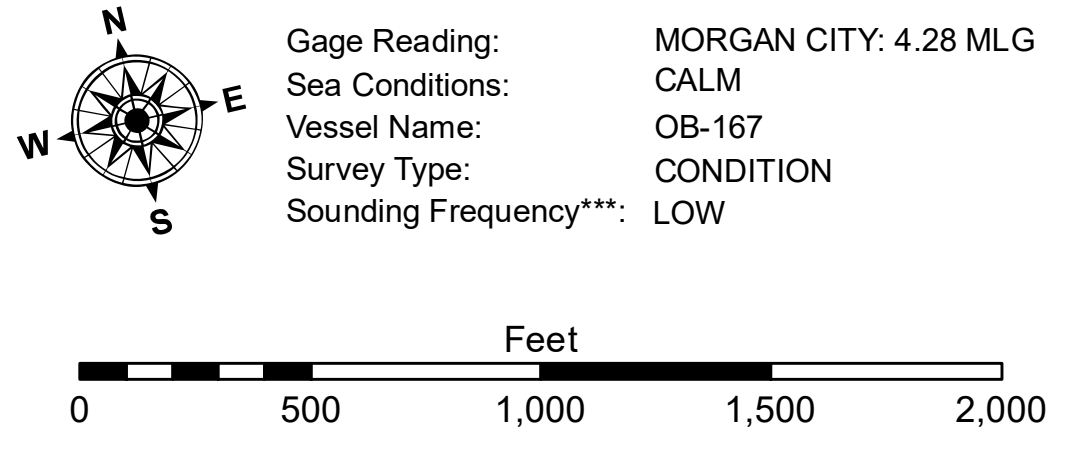 N
E
W
S
Gage Reading: MORGAN CITY: 4.28 MLG
Sea Conditions: CALM
Vessel Name: OB-167
Survey Type: CONDITION
Sounding Frequency***: LOW
Feet
0 500 1,000 1,500 2,000